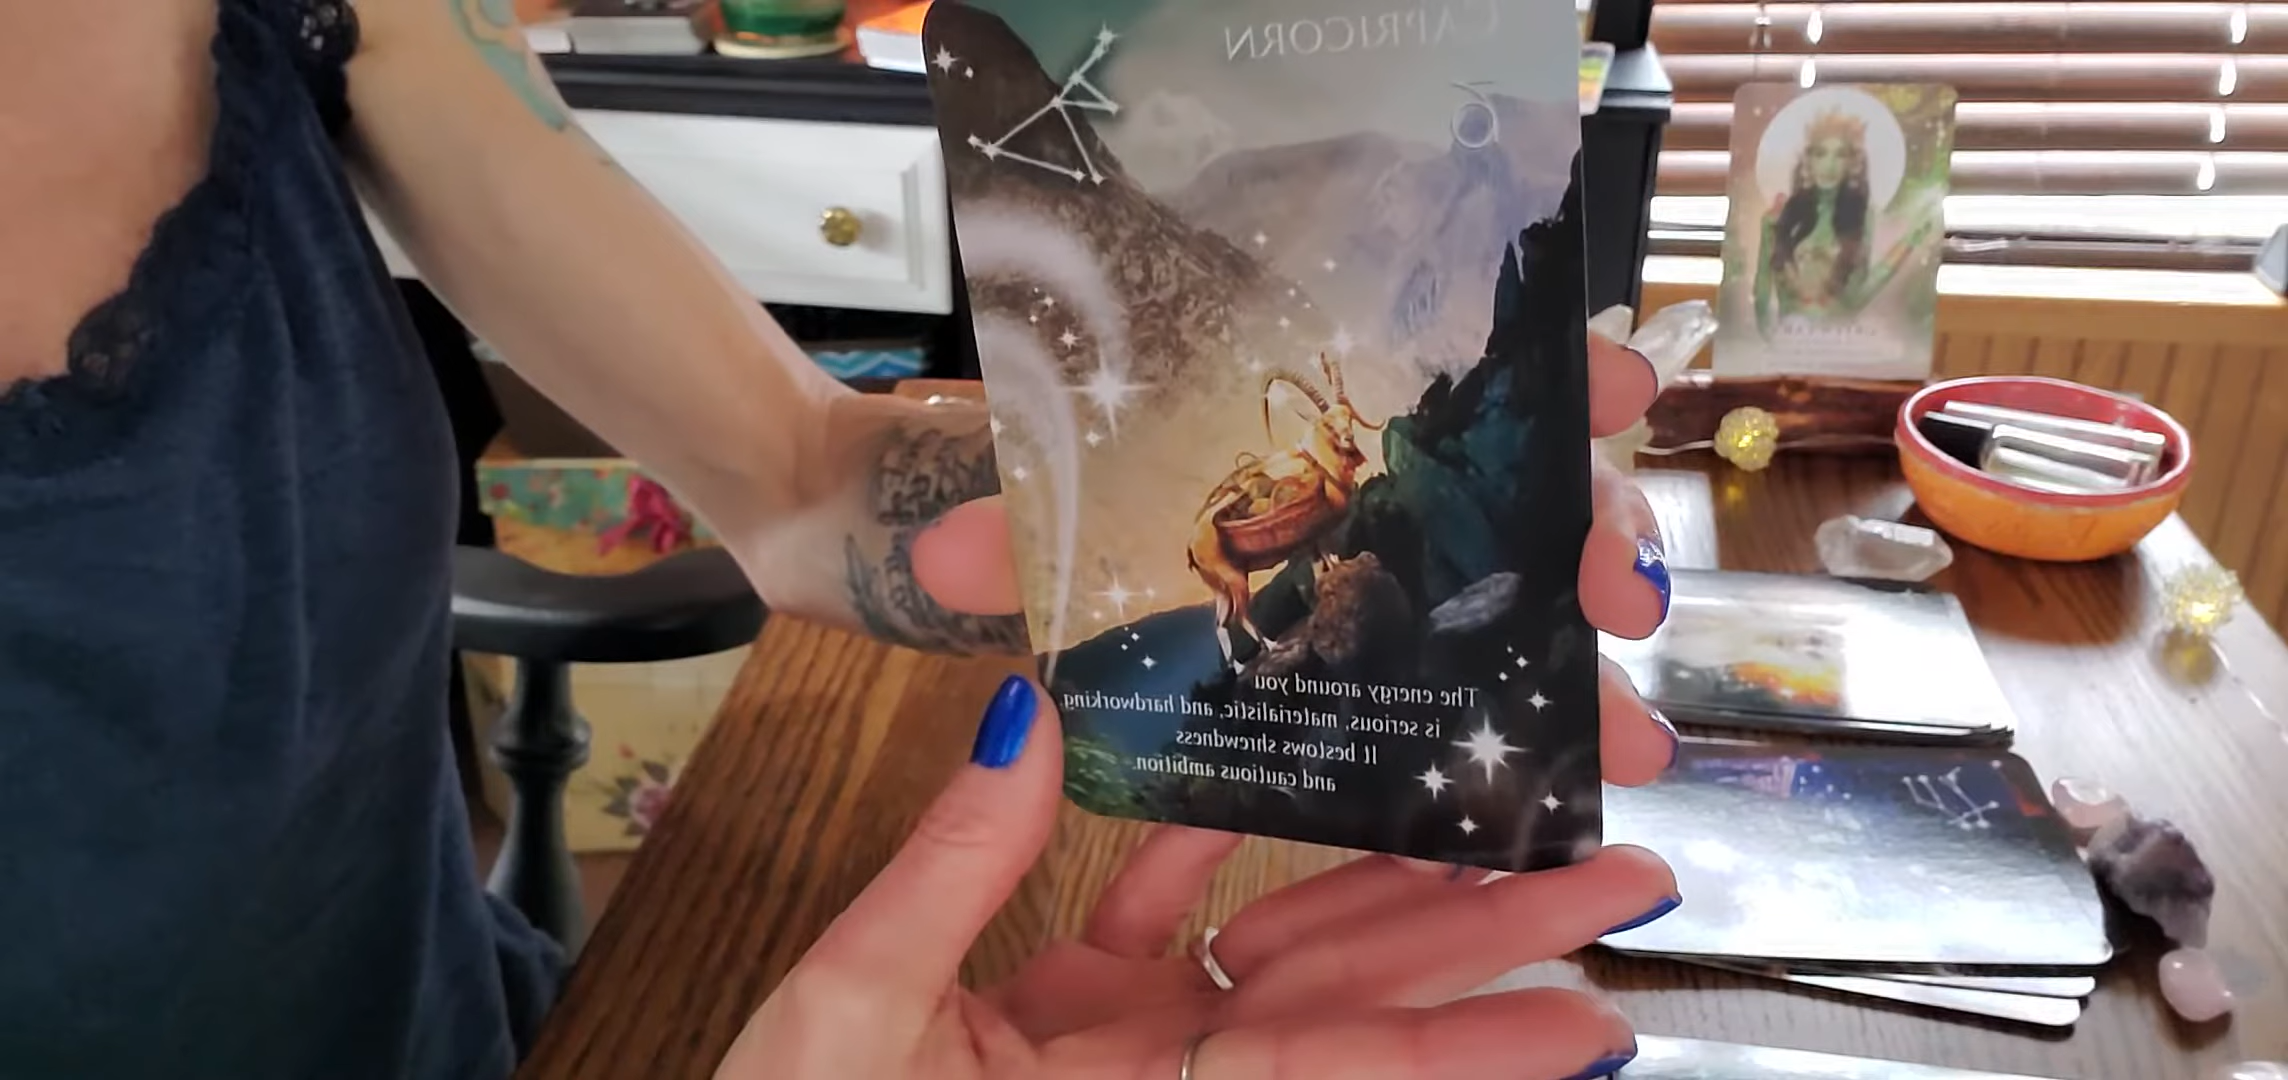 CAPRICORN
The energy around you
is serious, materialistic, and hardworking.
It bestows shrewdness
and cautious ambition.